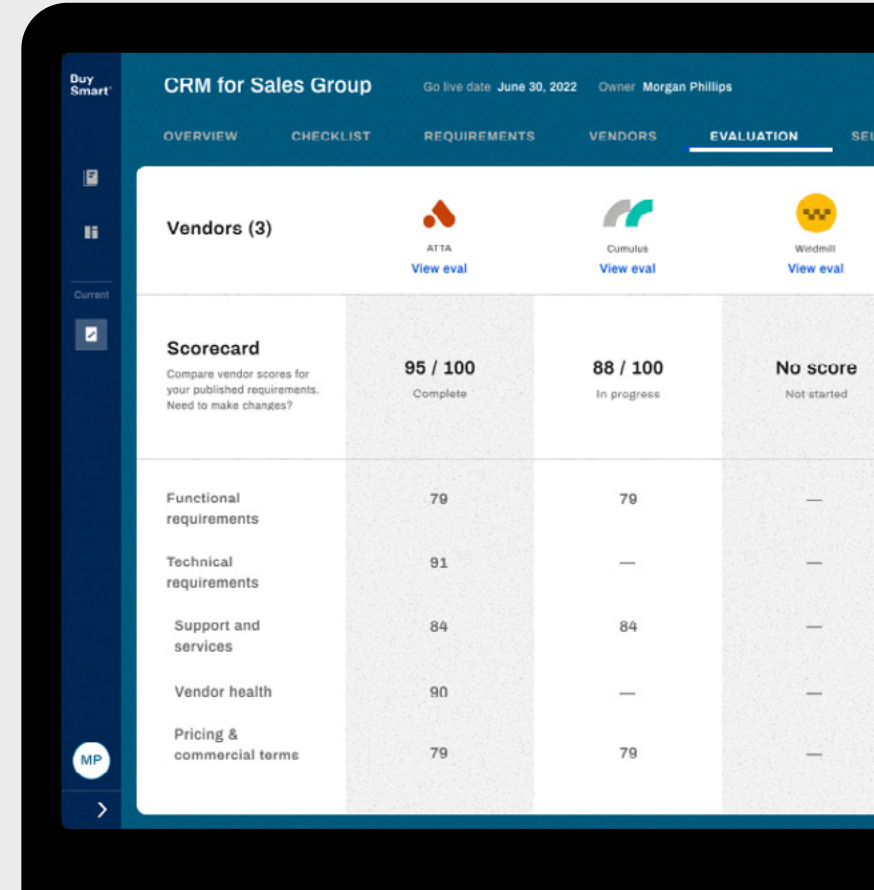 Buy
Smart
CRM for Sales Group
Go live date June 30, 2022 Owner Morgan Phillips
OVERVIEW CHECKLIST REQUIREMENTS VENDORS EVALUATION
Vendors (3)
ATTA Cumulus Windmill
View eval View eval View eval
Current
Scorecard
Compare vendor scores for
your published requirements.
Need to make changes?
95 / 100 88 / 100 No score
Complete In progress Not started
Functional
requirements
79 79 —
Technical
requirements
91 — —
Support and
services
84 84 —
Vendor health 90 — —
Pricing &
commercial terms
79 79 —
MP